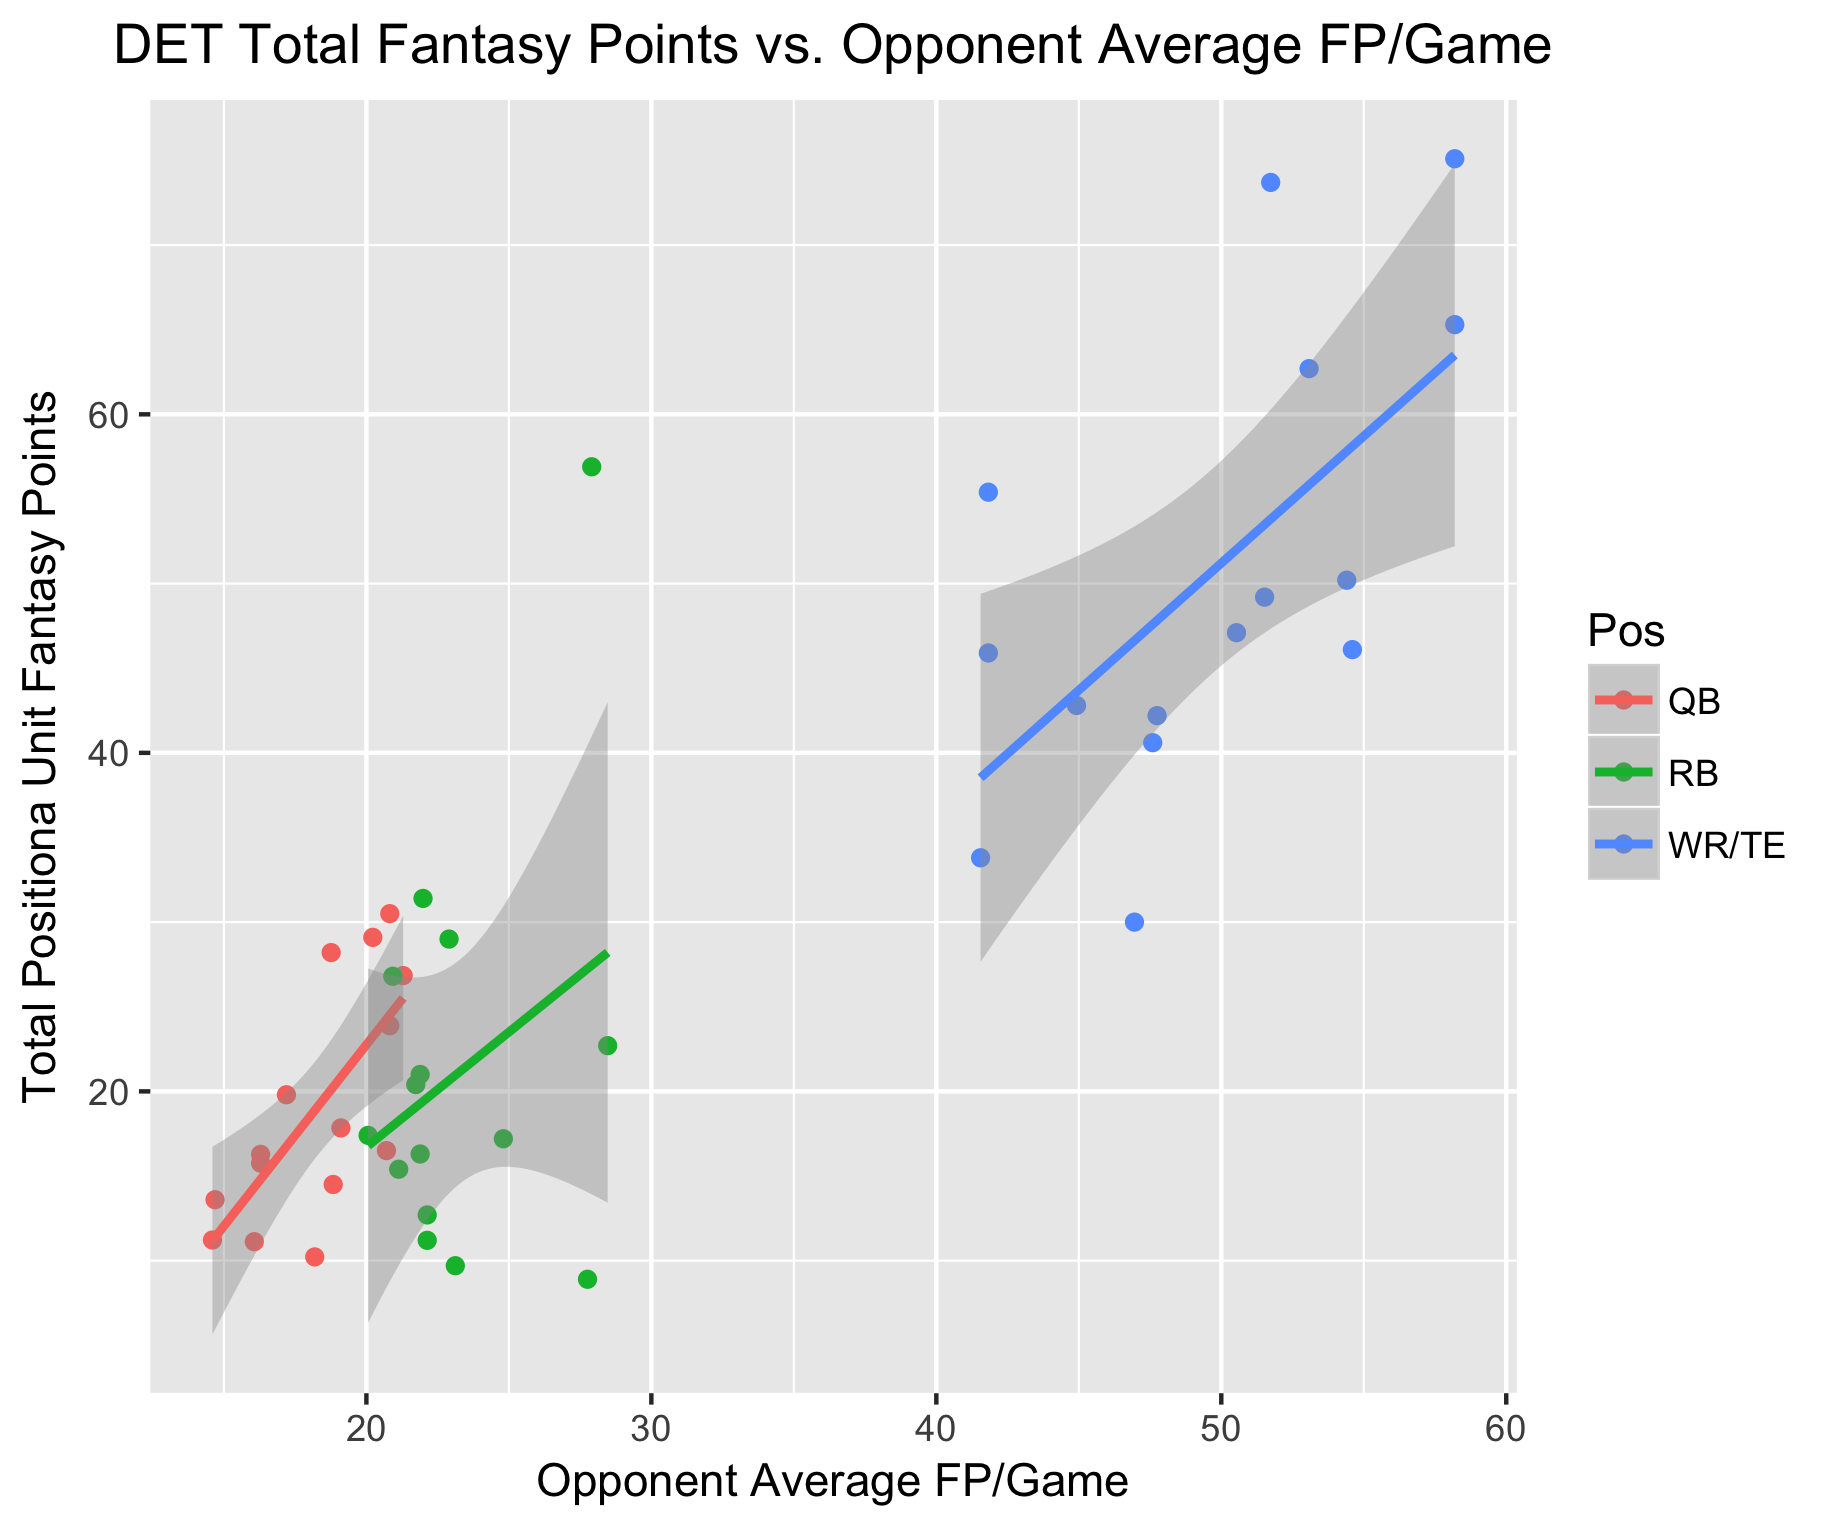 DET Total Fantasy Points vs. Opponent Average FP/Game
Total Positiona Unit Fantasy Points
60
40
20
20
30
40
50
60
Opponent Average FP/Game
Pos
QB
RB
WR/TE